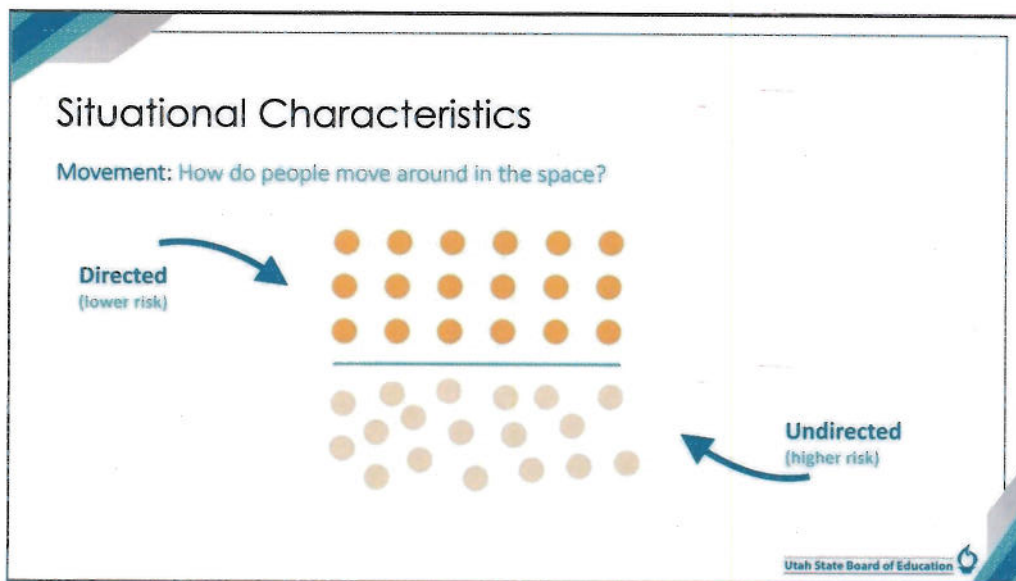 Situational Characteristics
Movement: How do people move around in the space?
Directed
(lower risk)
Undirected
(higher risk)
Utah State Board of Education